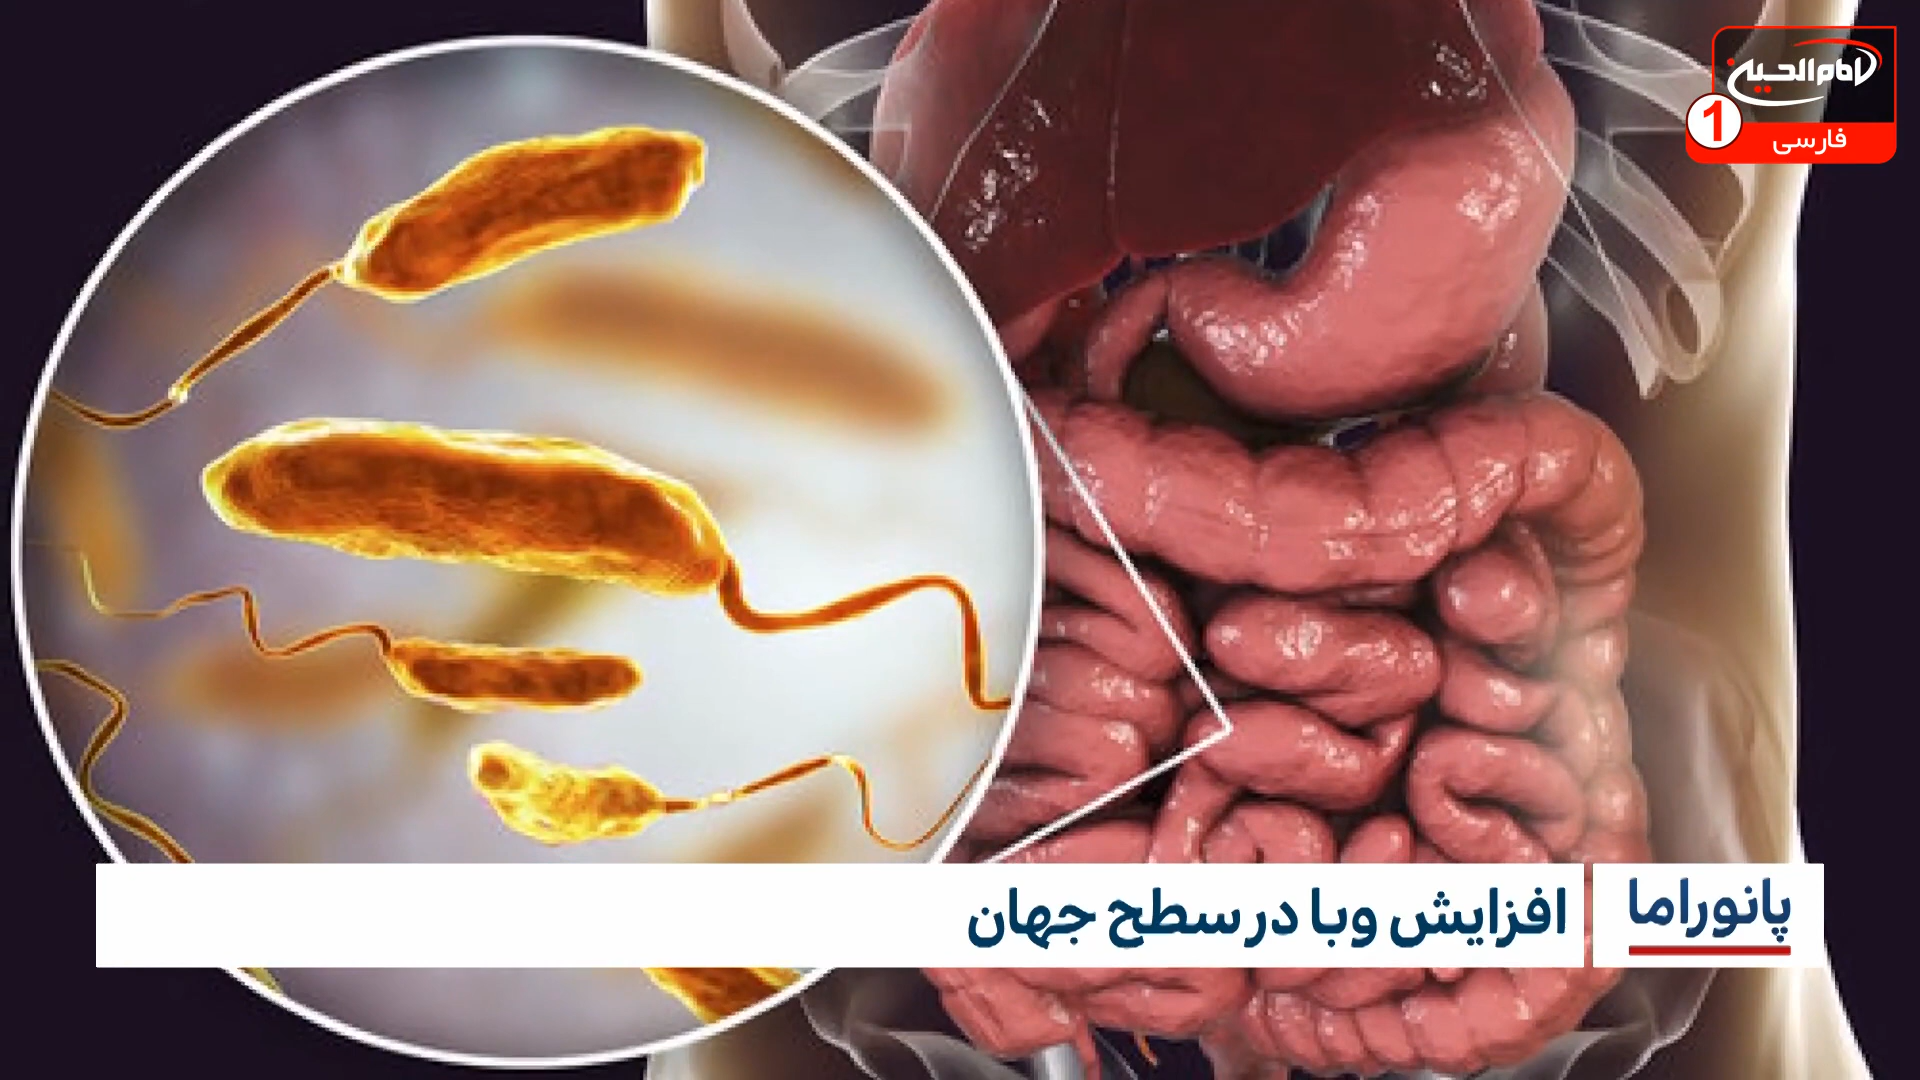 امام الحسین
1
فارسی
پانوراما
افزایش وبا در سطح جهان